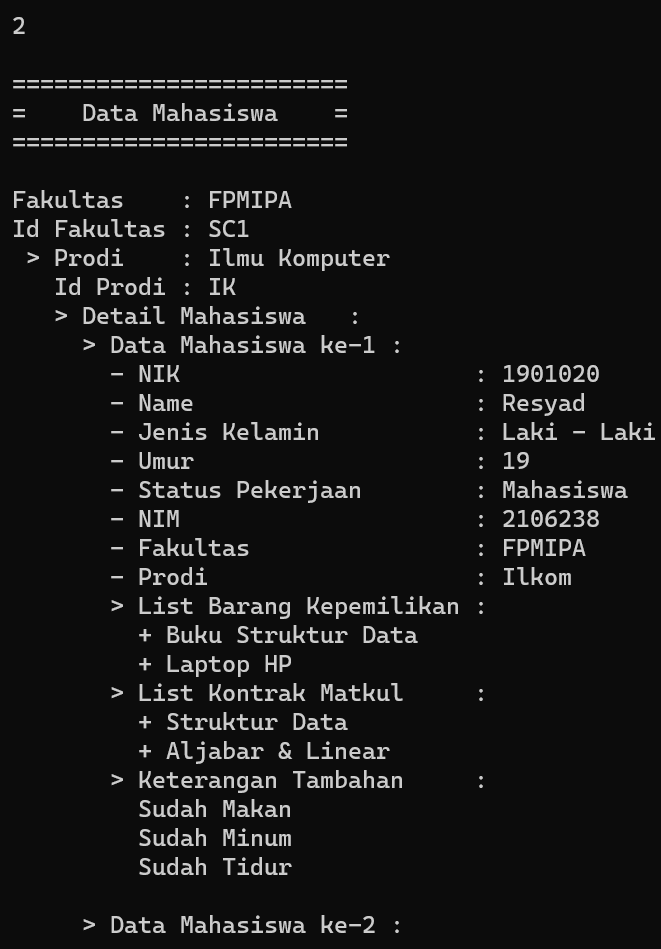 2
========================
=    Data Mahasiswa    =
========================
Fakultas    : FPMIPA
Id Fakultas : SC1
 > Prodi    : Ilmu Komputer
   Id Prodi : IK
   > Detail Mahasiswa   :
     > Data Mahasiswa ke-1 :
       - NIK                     : 1901020
       - Name                    : Resyad
       - Jenis Kelamin           : Laki - Laki
       - Umur                    : 19
       - Status Pekerjaan        : Mahasiswa
       - NIM                     : 2106238
       - Fakultas                : FPMIPA
       - Prodi                   : Ilkom
       > List Barang Kepemilikan :
         + Buku Struktur Data
         + Laptop HP
       > List Kontrak Matkul     :
         + Struktur Data
         + Aljabar & Linear
       > Keterangan Tambahan     :
         Sudah Makan
         Sudah Minum
         Sudah Tidur
     > Data Mahasiswa ke-2 :